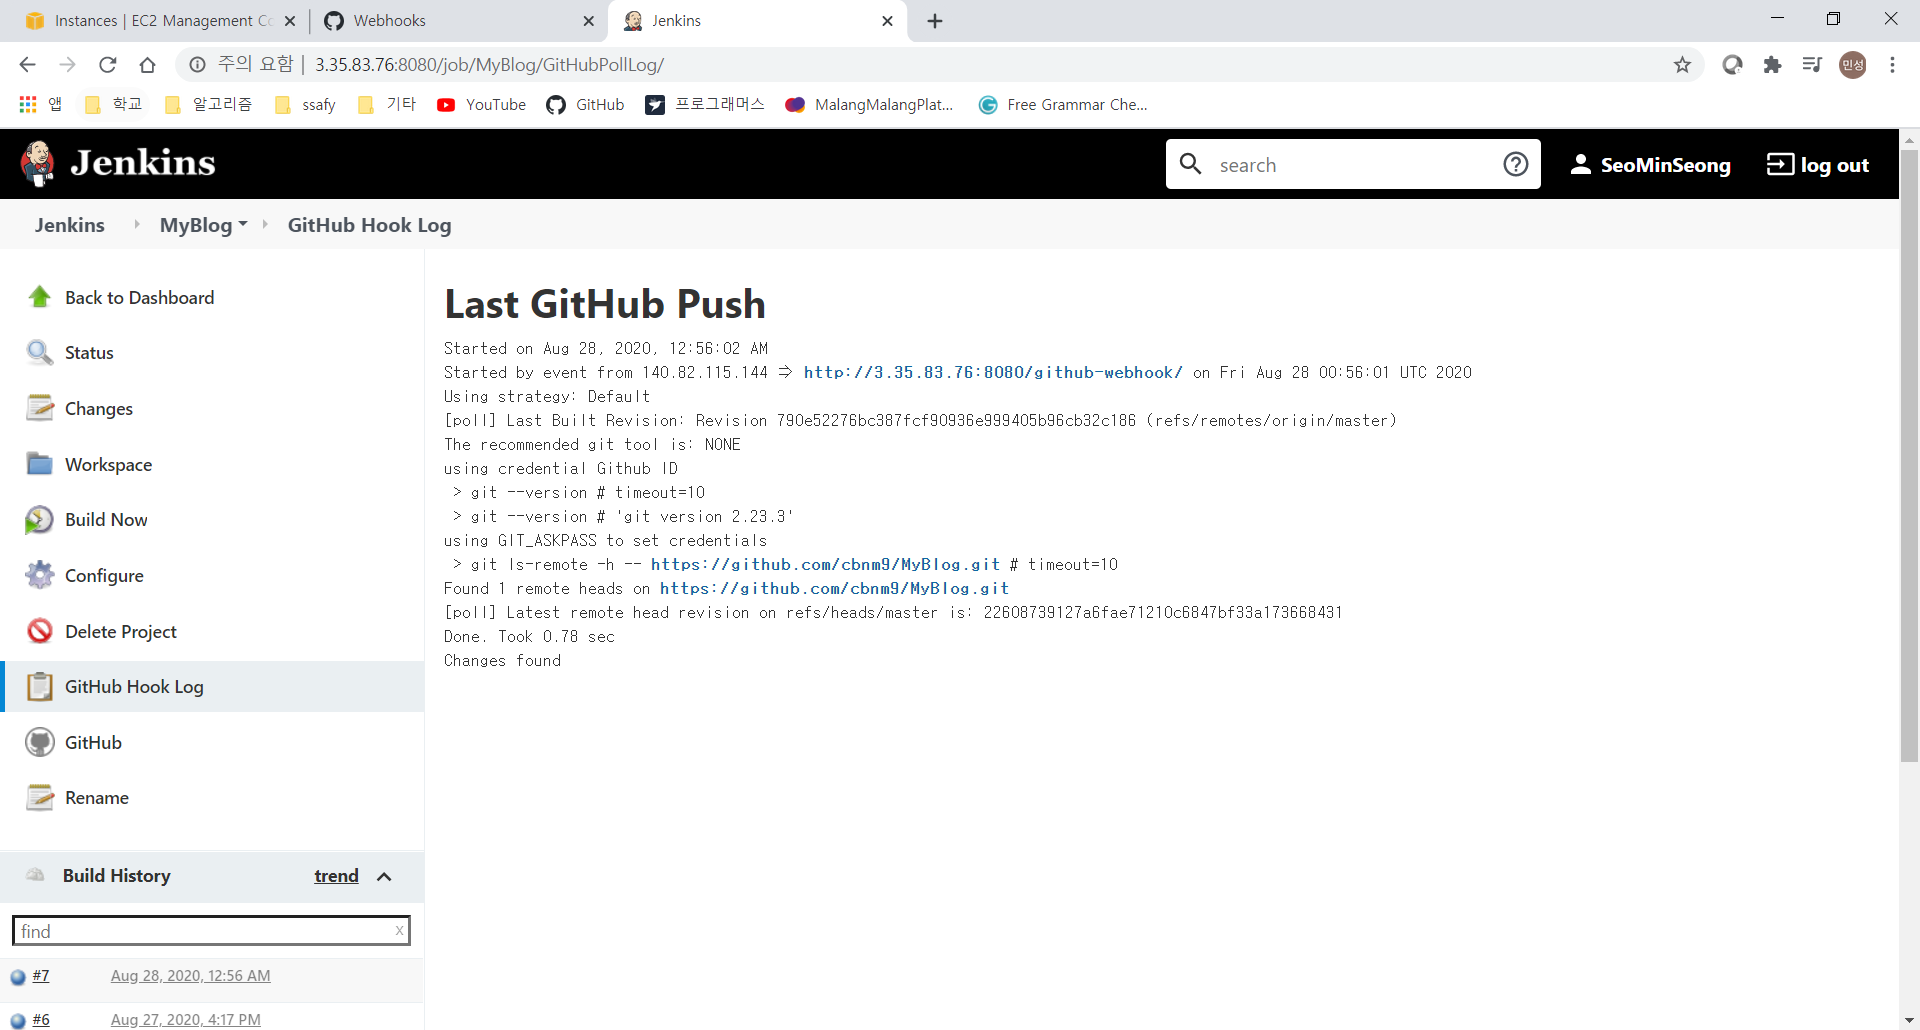 Instances | EC2 Management Co
Webhooks
Jenkins
주의 요함 | 3.35.83.76:8080/job/MyBlog/GitHubPollLog/
민성
앱
학교
알고리즘
ssafy
기타
YouTube
GitHub
프로그래머스
MalangMalangPlat...
Free Grammar Che...
Jenkins
search
SeoMinSeong
log out
Jenkins
MyBlog
GitHub Hook Log
Back to Dashboard
Status
Changes
Workspace
Build Now
Configure
Delete Project
GitHub Hook Log
GitHub
Rename
Build History
trend
find
x
#7 Aug 28, 2020, 12:56 AM
#6 Aug 27, 2020, 4:17 PM
Last GitHub Push
Started on Aug 28, 2020, 12:56:02 AM
Started by event from 140.82.115.144 ⇒ http://3.35.83.76:8080/github-webhook/ on Fri Aug 28 00:56:01 UTC 2020
Using strategy: Default
[poll] Last Built Revision: Revision 790e52276bc387fcf90936e999405b96cb32c186 (refs/remotes/origin/master)
The recommended git tool is: NONE
using credential Github ID
> git --version # timeout=10
> git --version # 'git version 2.23.3'
using GIT_ASKPASS to set credentials
> git ls-remote -h -- https://github.com/cbnm9/MyBlog.git # timeout=10
Found 1 remote heads on https://github.com/cbnm9/MyBlog.git
[poll] Latest remote head revision on refs/heads/master is: 22608739127a6fae71210c6847bf33a173668431
Done. Took 0.78 sec
Changes found